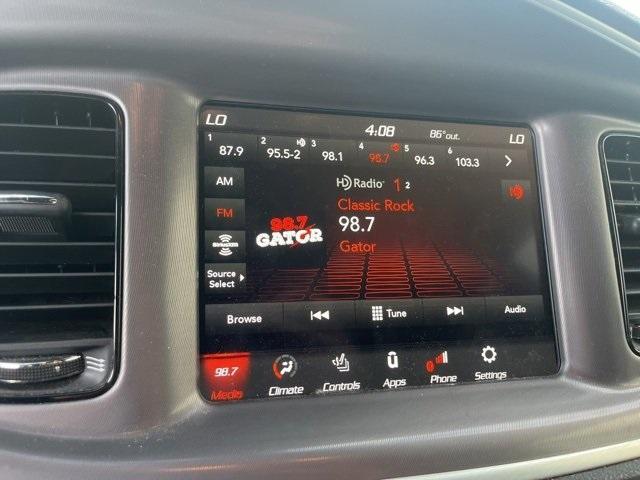 LO 4:08 86°out. LO
1 87.9 2 95.5-2 3 98.1 4 98.7 5 96.3 6 103.3
AM
HD Radio 1 2
FM
Classic Rock
98.7
Gator
98.7
GATOR
SiriusXM
Source
Select
Browse Tune Audio
98.7
Media Climate Controls Apps Phone Settings